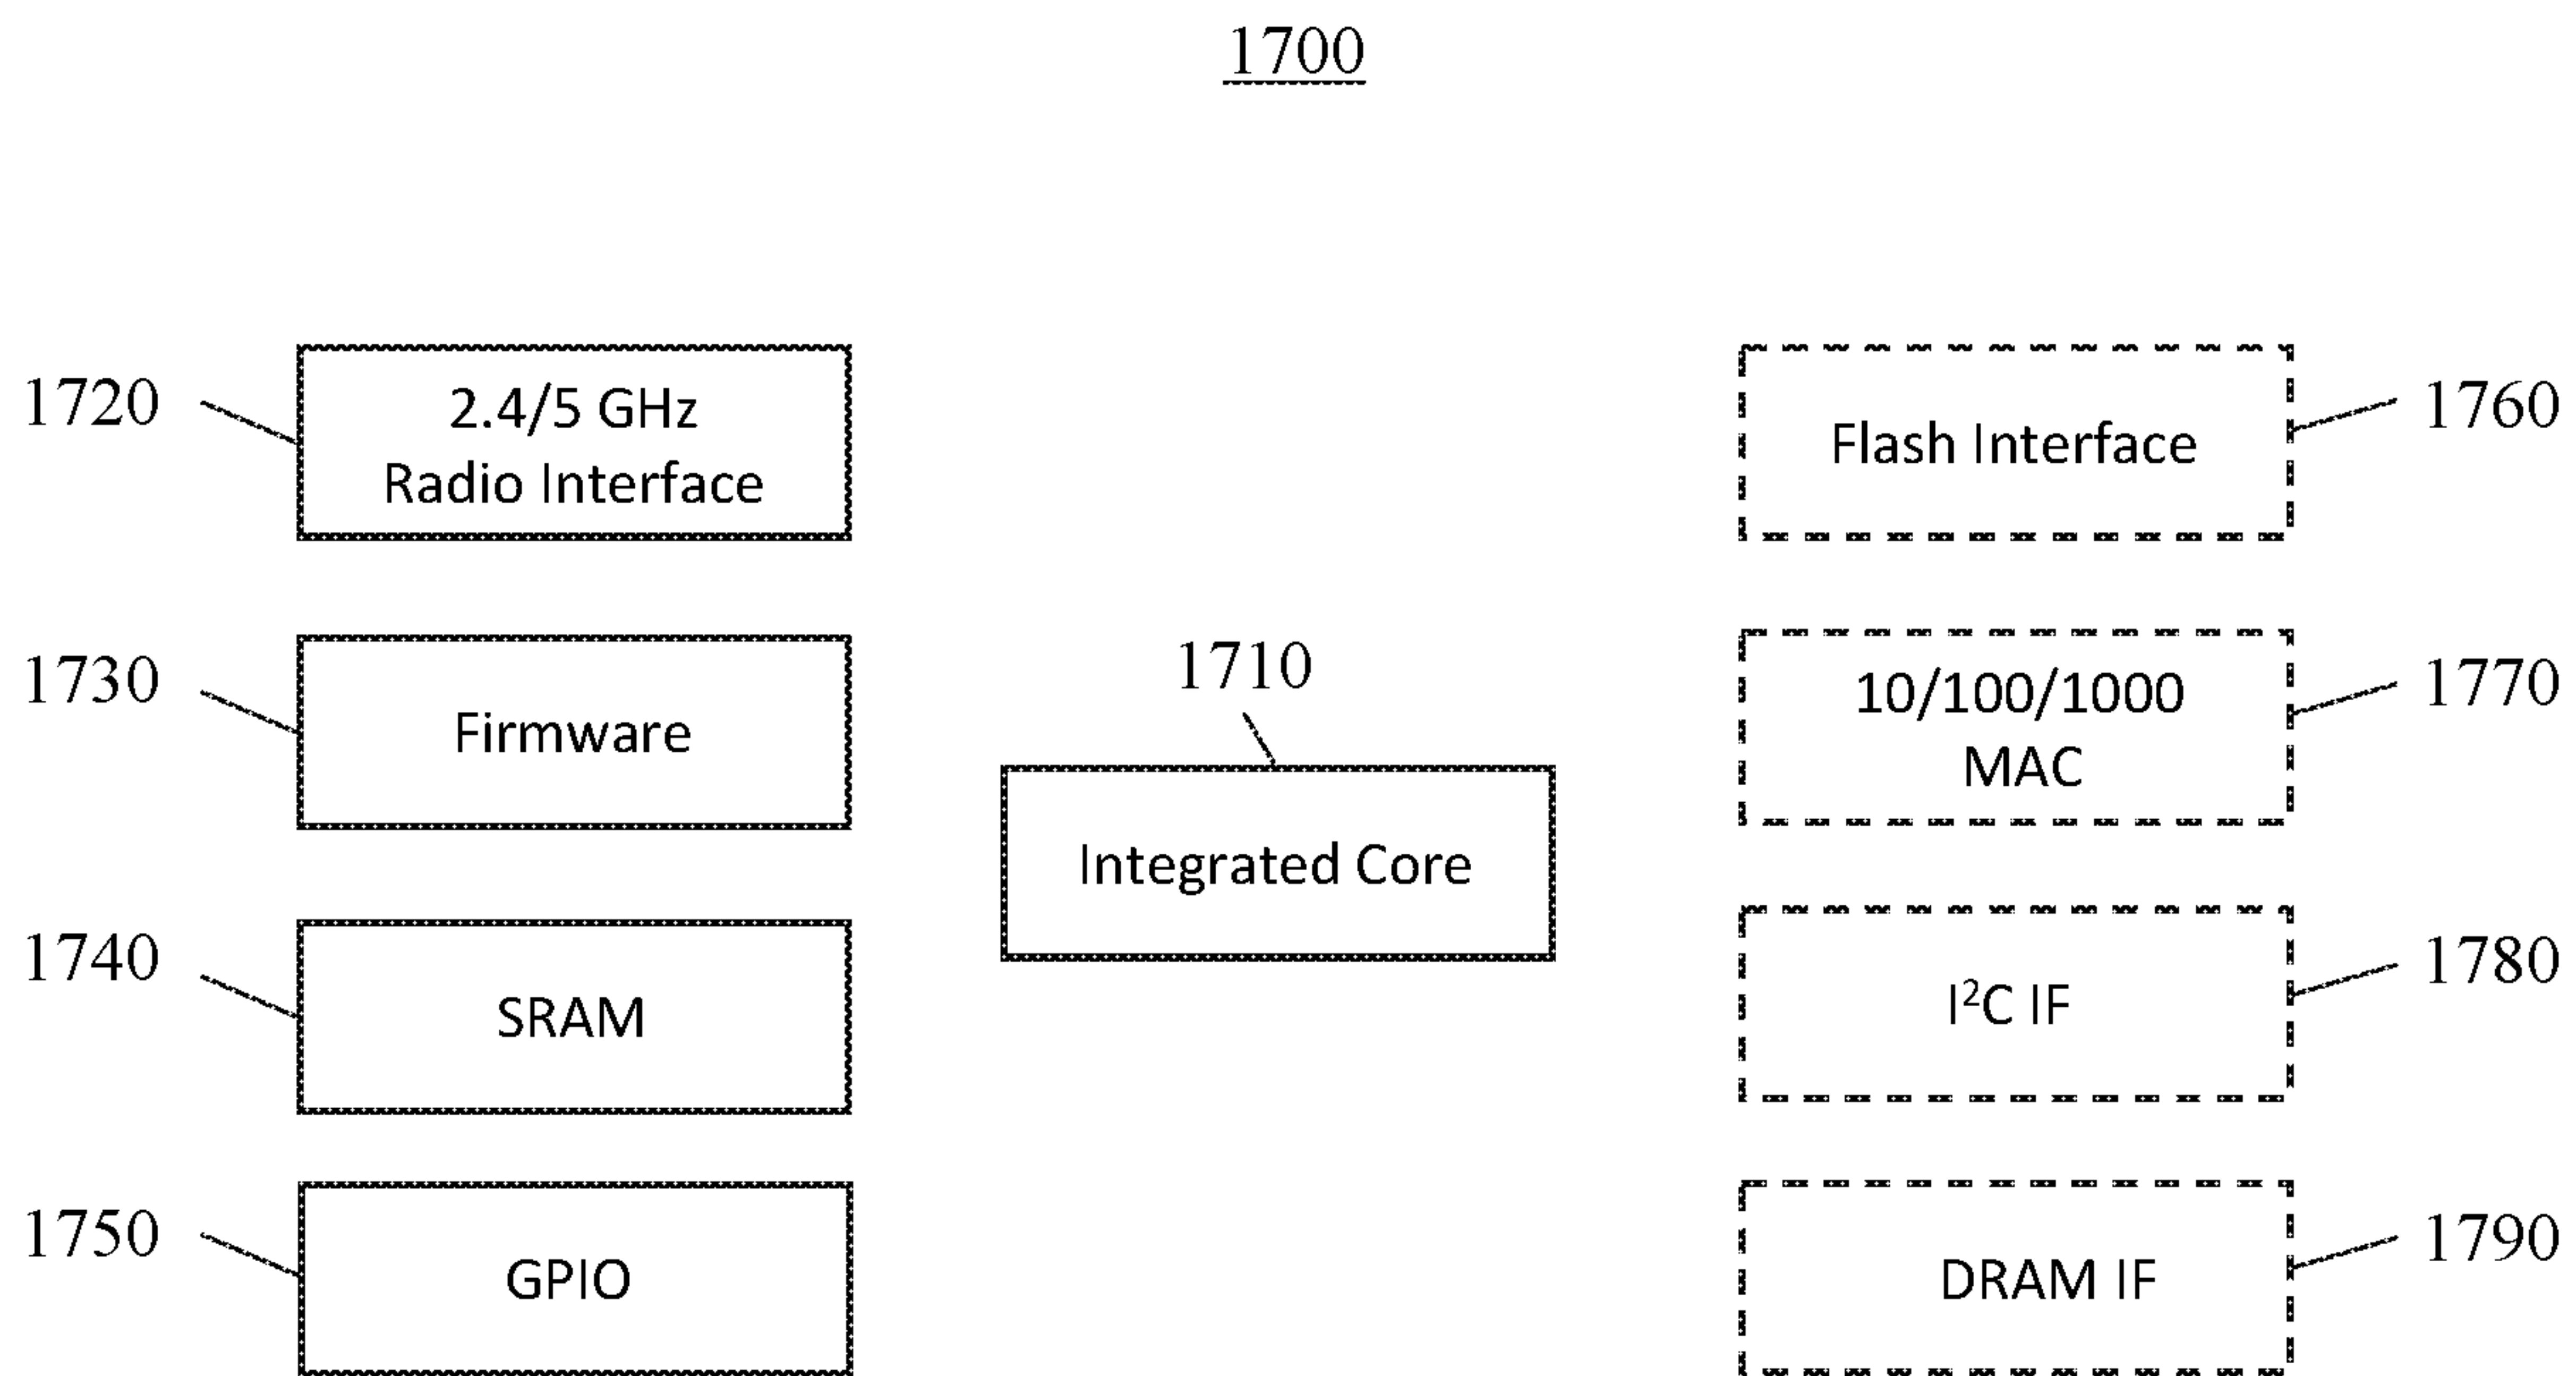 1700
1720
2.4/5 GHz
Radio Interface
Flash Interface
1760
1730
Firmware
1710
Integrated Core
10/100/1000
MAC
1770
1740
SRAM
I²C IF
1780
1750
GPIO
DRAM IF
1790